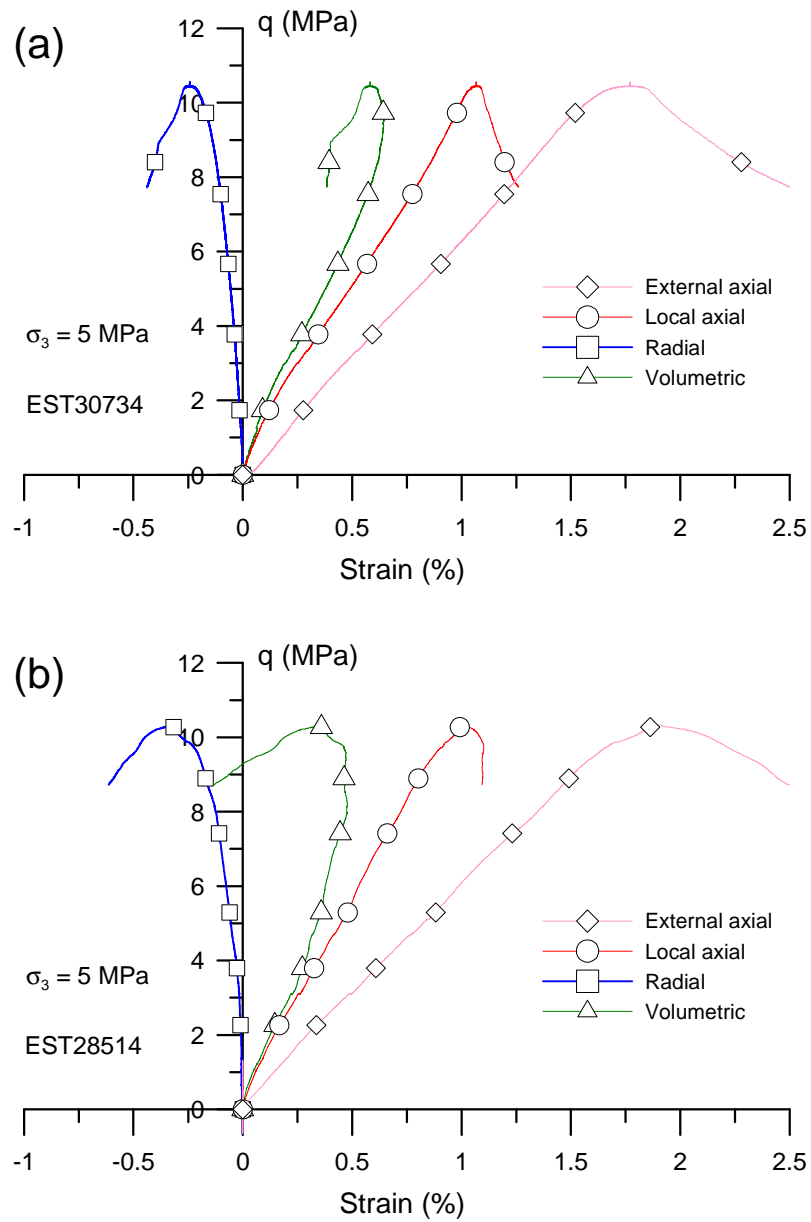 (a)
q (MPa)
12
10
8
6
4
2
0
σ3 = 5 MPa
EST30734
External axial
Local axial
Radial
Volumetric
-1 -0.5 0 0.5 1 1.5 2 2.5
Strain (%)
(b)
q (MPa)
12
10
8
6
4
2
0
σ3 = 5 MPa
EST28514
External axial
Local axial
Radial
Volumetric
-1 -0.5 0 0.5 1 1.5 2 2.5
Strain (%)